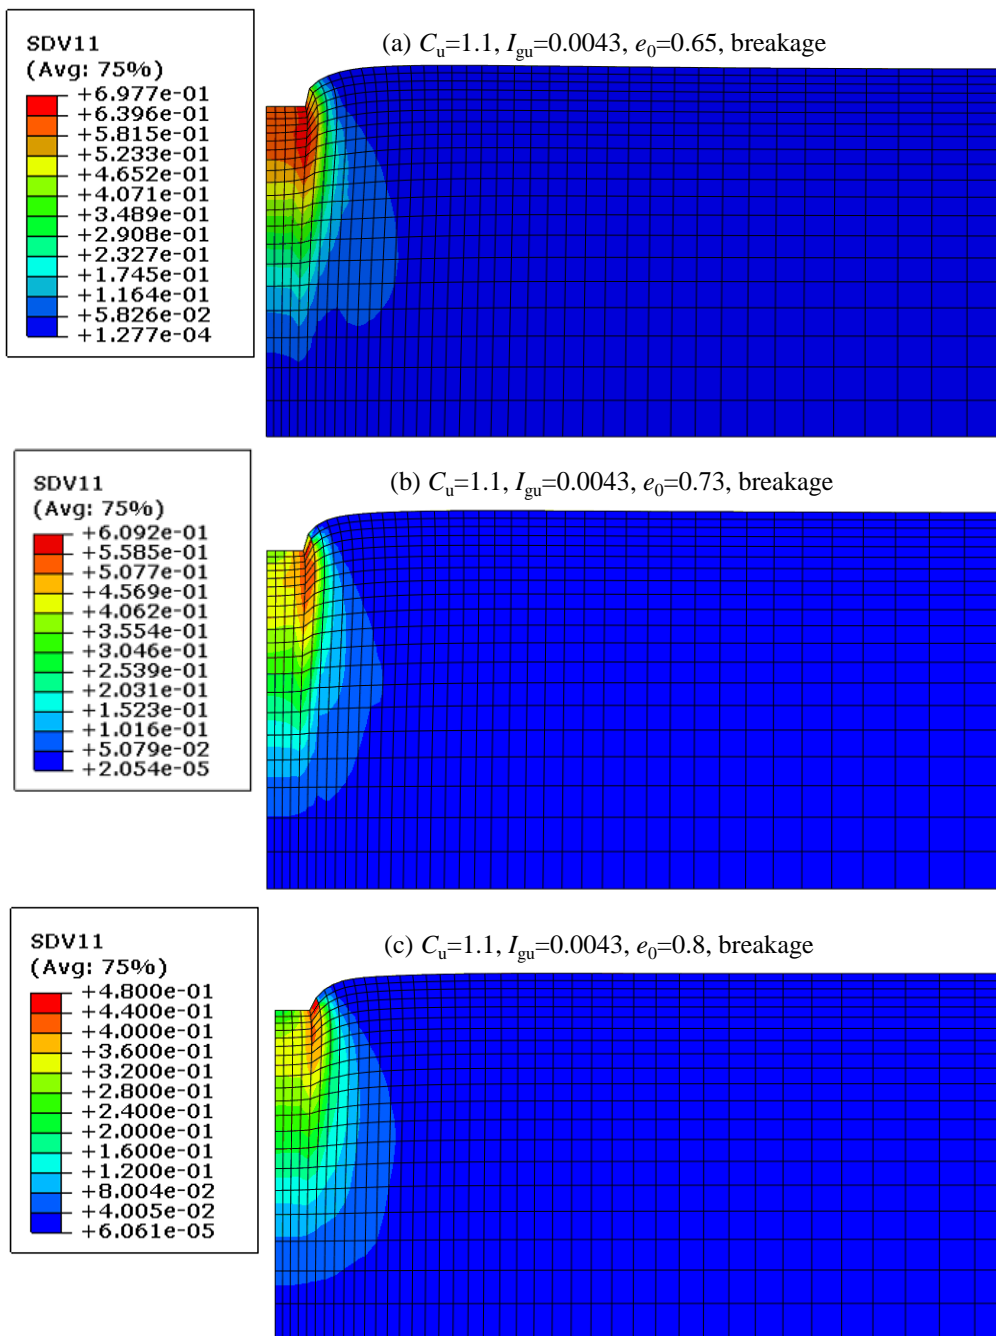 (a) Cu=1.1, Igu=0.0043, e0=0.65, breakage
SDV11
(Avg: 75%)
+6.977e-01
+6.396e-01
+5.815e-01
+5.233e-01
+4.652e-01
+4.071e-01
+3.489e-01
+2.908e-01
+2.327e-01
+1.745e-01
+1.164e-01
+5.826e-02
+1.277e-04
(b) Cu=1.1, Igu=0.0043, e0=0.73, breakage
SDV11
(Avg: 75%)
+6.092e-01
+5.585e-01
+5.077e-01
+4.569e-01
+4.062e-01
+3.554e-01
+3.046e-01
+2.539e-01
+2.031e-01
+1.523e-01
+1.016e-01
+5.079e-02
+2.054e-05
(c) Cu=1.1, Igu=0.0043, e0=0.8, breakage
SDV11
(Avg: 75%)
+4.800e-01
+4.400e-01
+4.000e-01
+3.600e-01
+3.200e-01
+2.800e-01
+2.400e-01
+2.000e-01
+1.600e-01
+1.200e-01
+8.004e-02
+4.005e-02
+6.061e-05